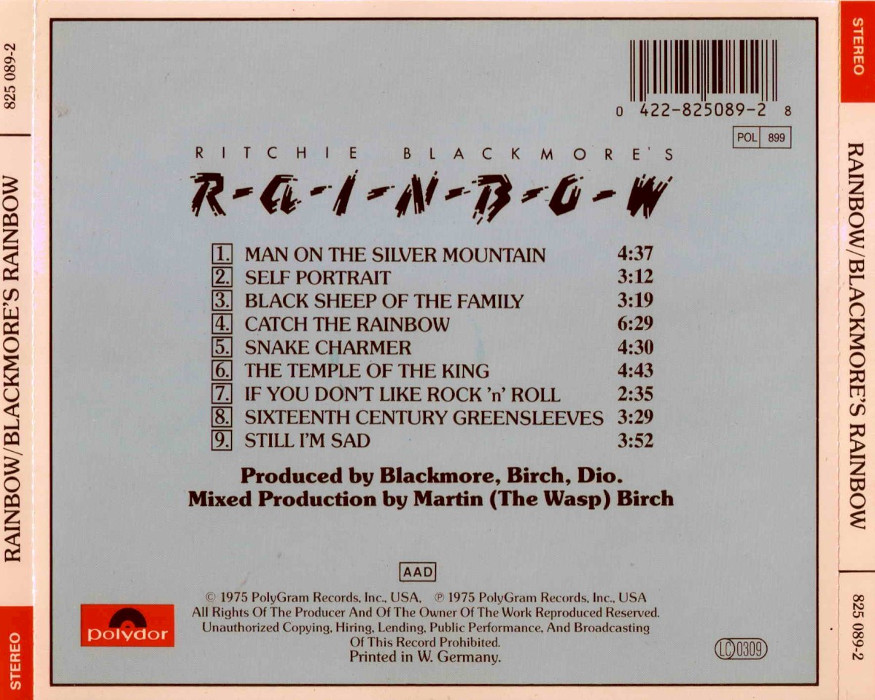 825 089-2
RAINBOW/BLACKMORE'S RAINBOW
STEREO
0 422-825089-2 8
POL 899
RITCHIE BLACKMORE'S
R-A-I-N-B-O-W
1. MAN ON THE SILVER MOUNTAIN 4:37
2. SELF PORTRAIT 3:12
3. BLACK SHEEP OF THE FAMILY 3:19
4. CATCH THE RAINBOW 6:29
5. SNAKE CHARMER 4:30
6. THE TEMPLE OF THE KING 4:43
7. IF YOU DON'T LIKE ROCK 'n' ROLL 2:35
8. SIXTEENTH CENTURY GREENSLEEVES 3:29
9. STILL I'M SAD 3:52
Produced by Blackmore, Birch, Dio.
Mixed Production by Martin (The Wasp) Birch
AAD
© 1975 PolyGram Records, Inc., USA, ℗ 1975 PolyGram Records, Inc., USA
All Rights Of The Producer And Of The Owner Of The Work Reproduced Reserved.
Unauthorized Copying, Hiring, Lending, Public Performance, And Broadcasting
Of This Record Prohibited.
Printed in W. Germany.
polydor
LC 0309
STEREO
RAINBOW/BLACKMORE'S RAINBOW
825 089-2